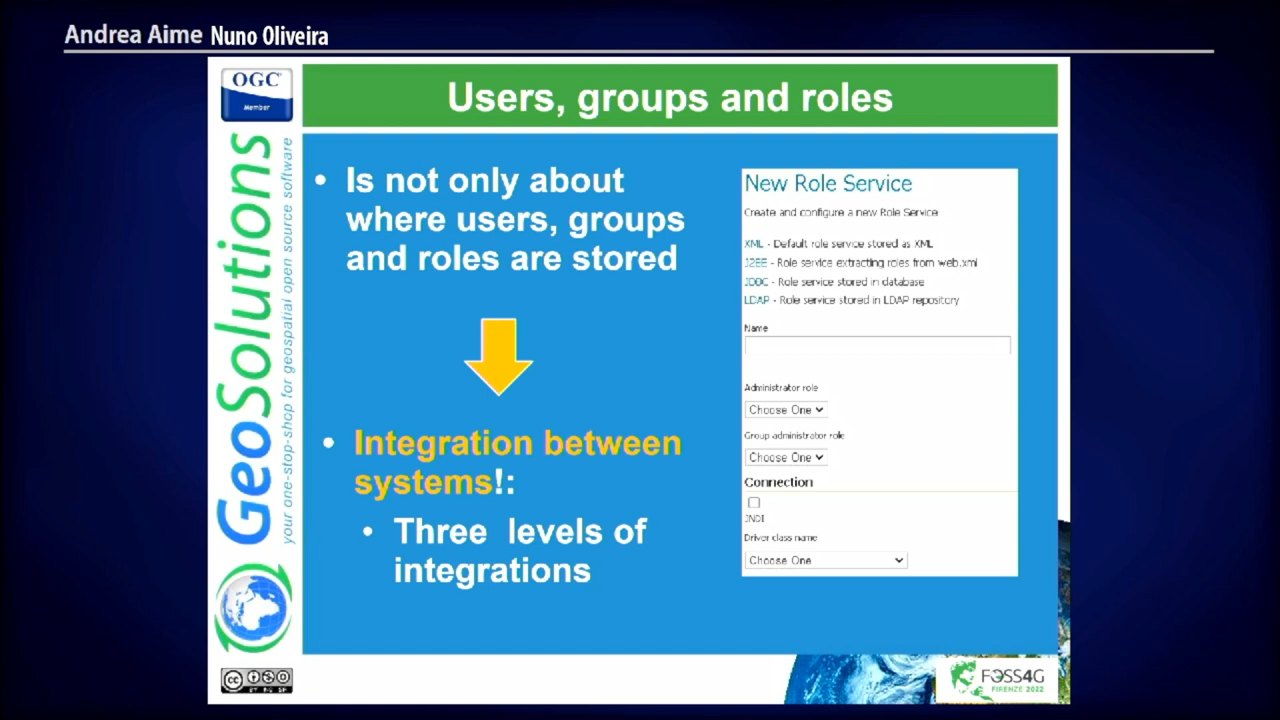 Andrea Aime Nuno Oliveira
OGC
Member
GeoSolutions
your one-stop-shop for geospatial open source software
Users, groups and roles
• Is not only about
where users, groups
and roles are stored
• Integration between
systems!:
• Three levels of
integrations
New Role Service
Create and configure a new Role Service
XML - Default role service stored as XML
J2EE - Role service extracting roles from web.xml
JDBC - Role service stored in database
LDAP - Role service stored in LDAP repository
Name
Administrator role
Choose One
Group administrator role
Choose One
Connection
JNDI
Driver class name
Choose One
cc
BY NC SA
FOSS4G
FIRENZE 2022